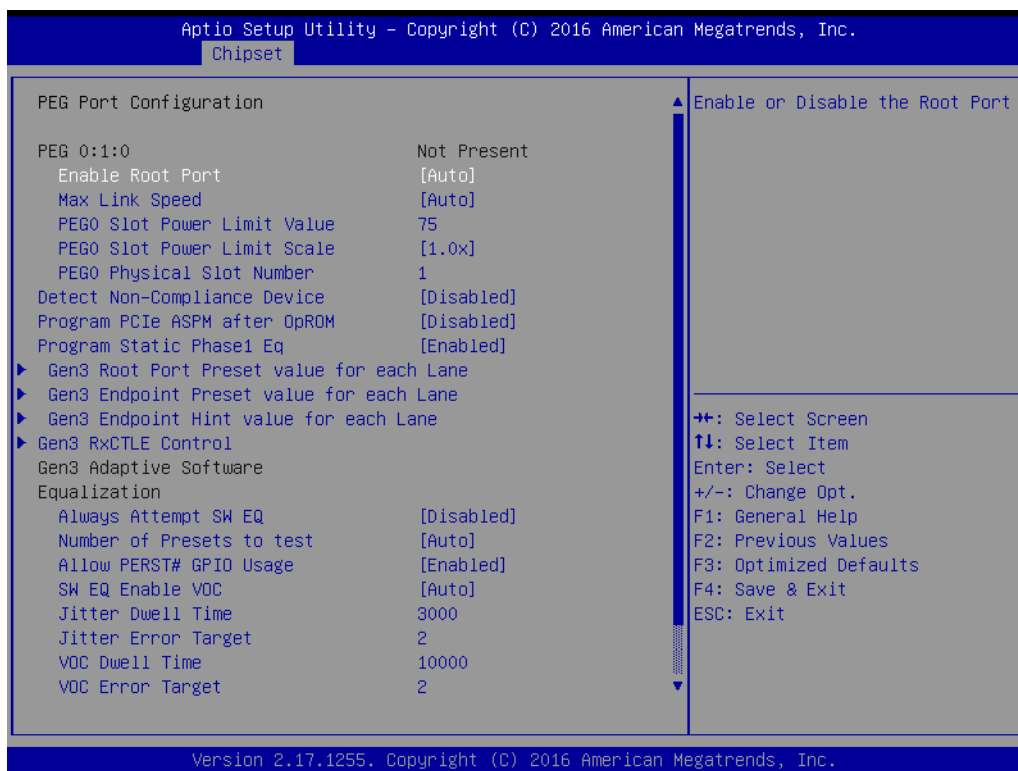 Aptio Setup Utility – Copyright (C) 2016 American Megatrends, Inc.
Chipset
PEG Port Configuration
PEG 0:1:0 Not Present
Enable Root Port [Auto]
Max Link Speed [Auto]
PEG0 Slot Power Limit Value 75
PEG0 Slot Power Limit Scale [1.0x]
PEG0 Physical Slot Number 1
Detect Non-Compliance Device [Disabled]
Program PCIe ASPM after OpROM [Disabled]
Program Static Phase1 Eq [Enabled]
Gen3 Root Port Preset value for each Lane
Gen3 Endpoint Preset value for each Lane
Gen3 Endpoint Hint value for each Lane
Gen3 RxCTLE Control
Gen3 Adaptive Software
Equalization
Always Attempt SW EQ [Disabled]
Number of Presets to test [Auto]
Allow PERST# GPIO Usage [Enabled]
SW EQ Enable VOC [Auto]
Jitter Dwell Time 3000
Jitter Error Target 2
VOC Dwell Time 10000
VOC Error Target 2
Enable or Disable the Root Port
→←: Select Screen
↑↓: Select Item
Enter: Select
+/-: Change Opt.
F1: General Help
F2: Previous Values
F3: Optimized Defaults
F4: Save & Exit
ESC: Exit
Version 2.17.1255. Copyright (C) 2016 American Megatrends, Inc.